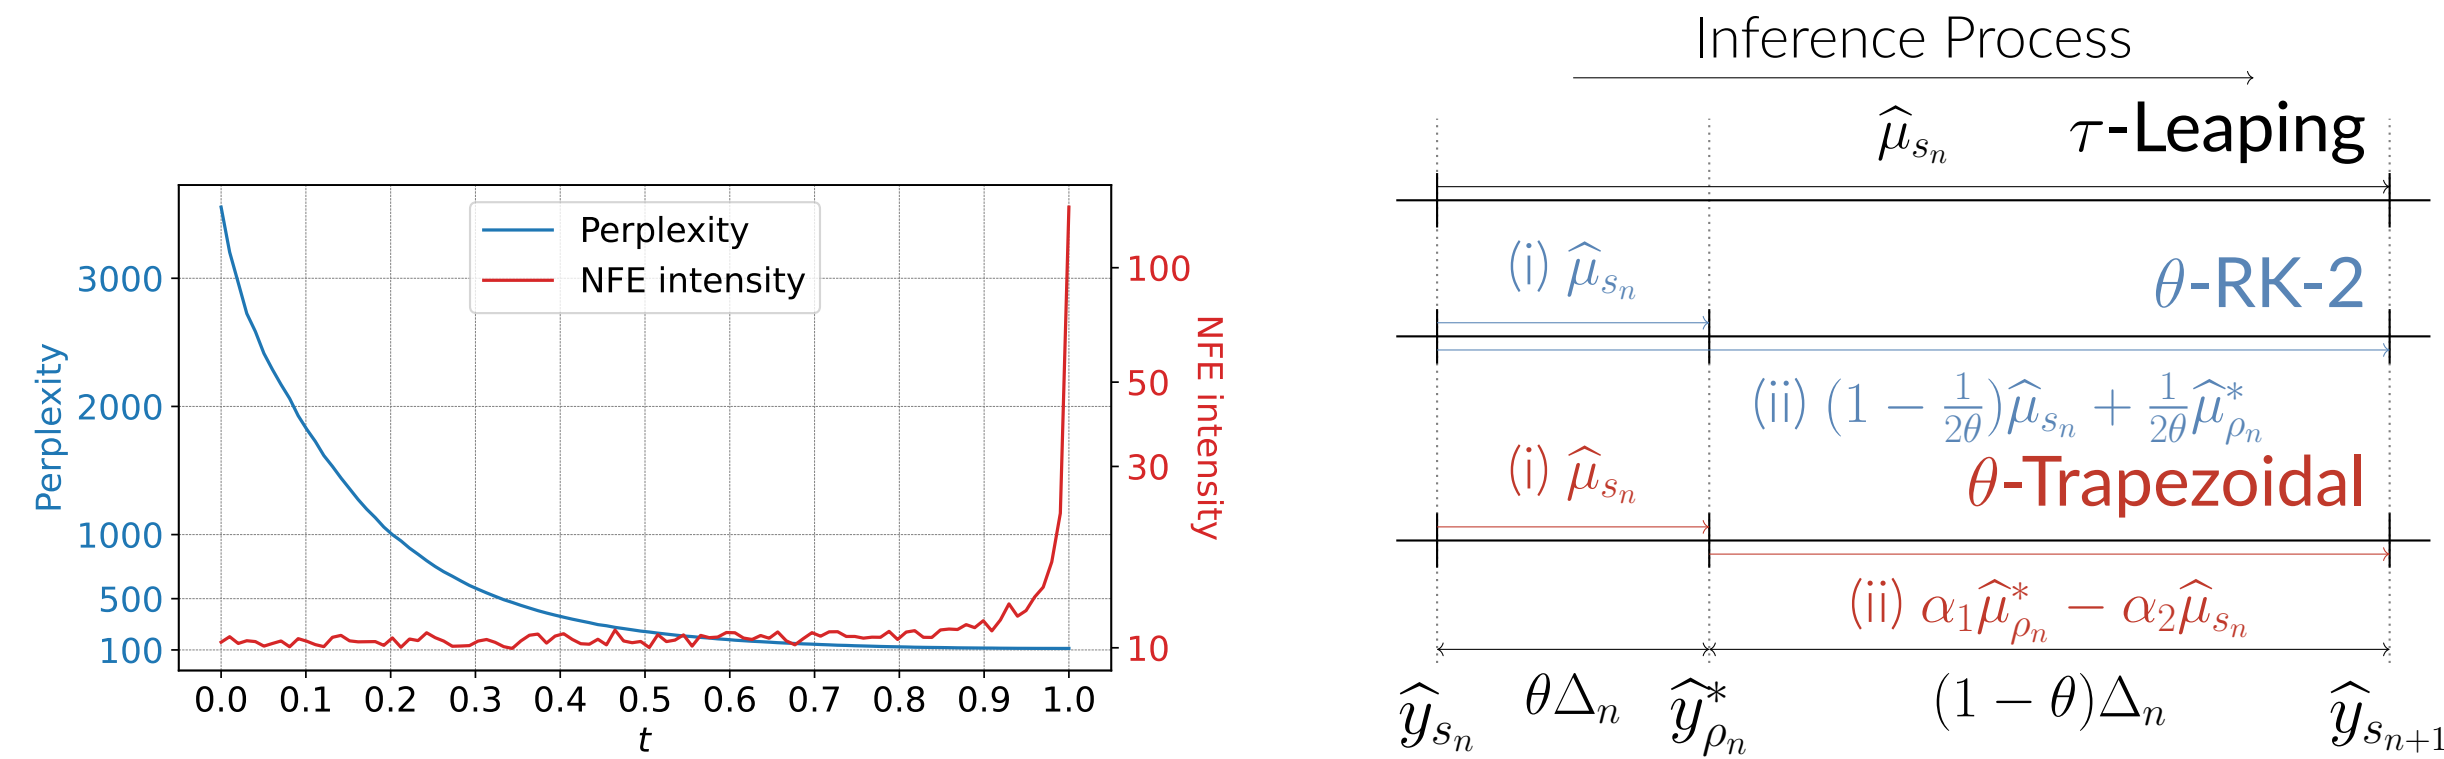 Perplexity
NFE intensity
3000
2000
1000
500
100
Perplexity
100
50
30
10
NFE intensity
0.0 0.1 0.2 0.3 0.4 0.5 0.6 0.7 0.8 0.9 1.0
t
Inference Process
μ̂_{s_n} τ-Leaping
(i) μ̂_{s_n} θ-RK-2
(ii) (1 − \frac{1}{2θ})μ̂_{s_n} + \frac{1}{2θ}μ̂^*_{ρ_n}
(i) μ̂_{s_n} θ-Trapezoidal
(ii) α₁μ̂^*_{ρ_n} − α₂μ̂_{s_n}
ŷ_{s_n} θΔ_n ŷ^*_{ρ_n} (1 − θ)Δ_n ŷ_{s_{n+1}}